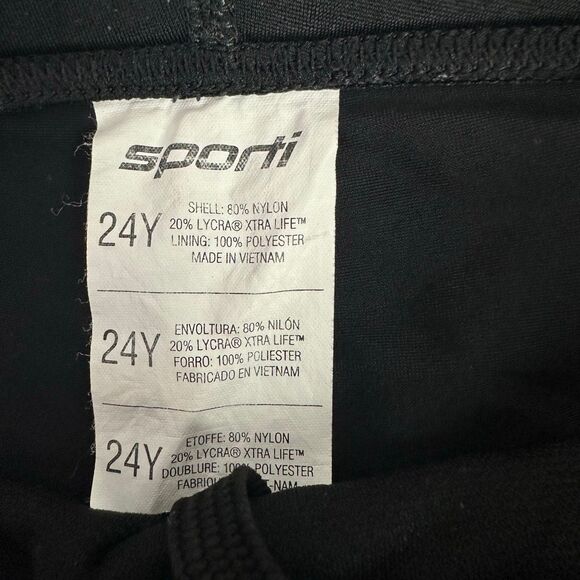 sporti
24Y
SHELL: 80% NYLON
20% LYCRA® XTRA LIFE™
LINING: 100% POLYESTER
MADE IN VIETNAM
24Y
ENVOLTURA: 80% NILÓN
20% LYCRA® XTRA LIFE™
FORRO: 100% POLIESTER
FABRICADO EN VIETNAM
24Y
ETOFFE: 80% NYLON
20% LYCRA® XTRA LIFE™
DOUBLURE: POLYESTER